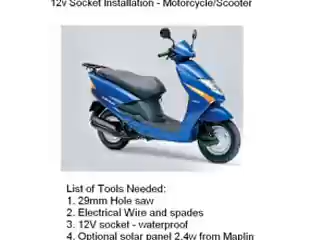 12v Socket Installation - Motorcycle/Scooter
List of Tools Needed:
1. 29mm Hole saw
2. Electrical Wire and spades
3. 12V socket - waterproof
4. Optional solar panel 2.4w from Maplin